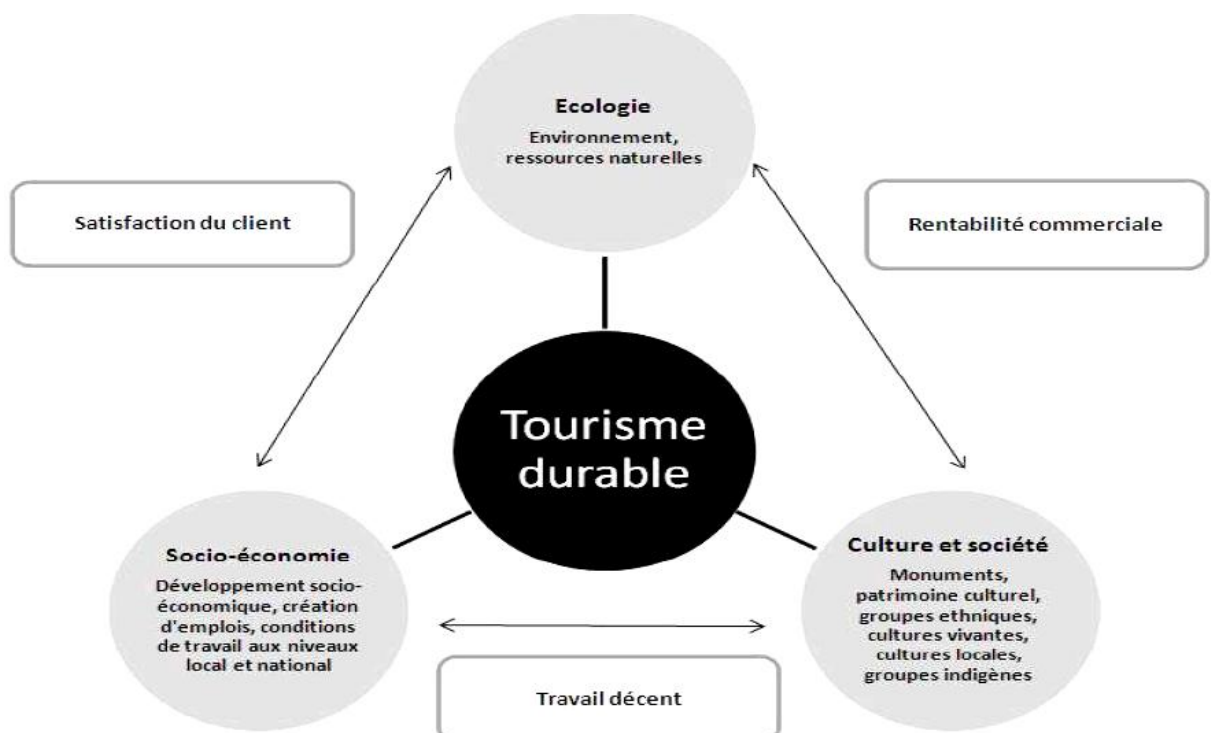 Ecologie
Environnement,
ressources naturelles
Satisfaction du client
Rentabilité commerciale
Tourisme
durable
Socio-économie
Développement socio-
économique, création
d'emplois, conditions
de travail aux niveaux
local et national
Culture et société
Monuments,
patrimoine culturel,
groupes ethniques,
cultures vivantes,
cultures locales,
groupes indigènes
Travail décent